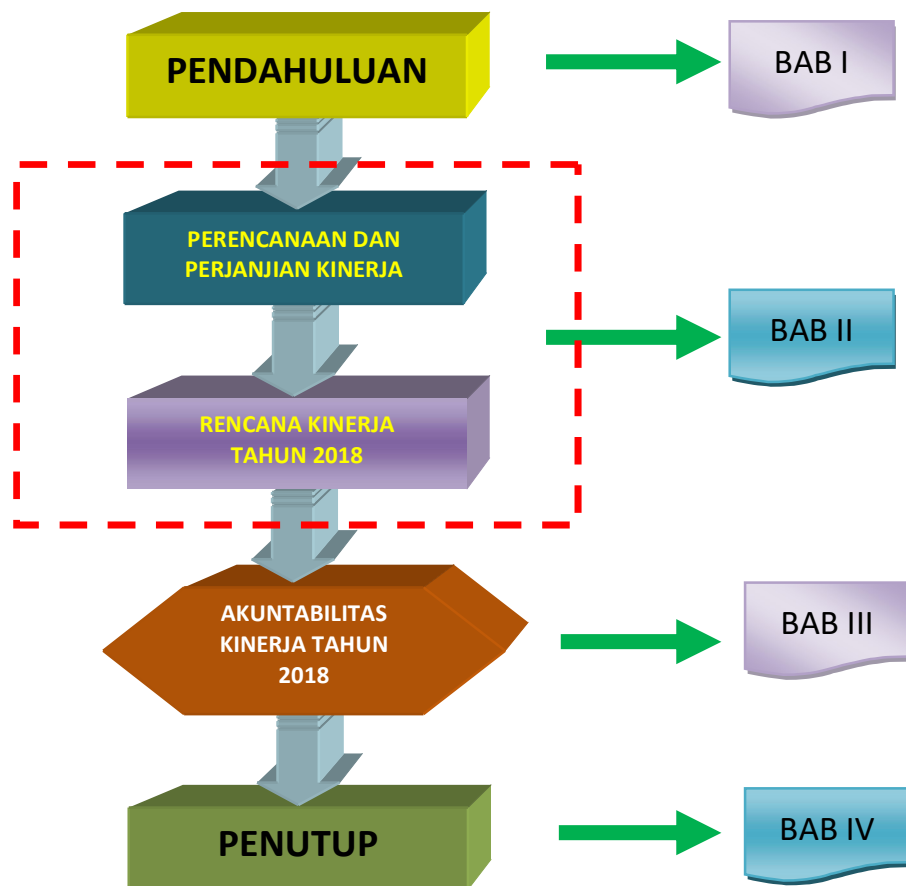 PENDAHULUAN
BAB I
PERENCANAAN DAN
PERJANJIAN KINERJA
BAB II
RENCANA KINERJA
TAHUN 2018
AKUNTABILITAS
KINERJA TAHUN
2018
BAB III
PENUTUP
BAB IV